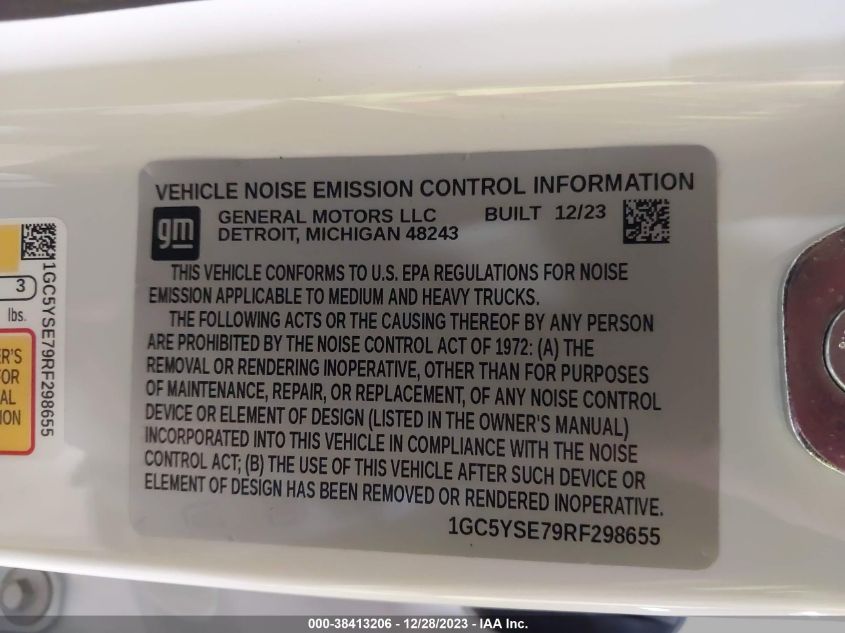 VEHICLE NOISE EMISSION CONTROL INFORMATION
gm
GENERAL MOTORS LLC BUILT 12/23
DETROIT, MICHIGAN 48243
THIS VEHICLE CONFORMS TO U.S. EPA REGULATIONS FOR NOISE
EMISSION APPLICABLE TO MEDIUM AND HEAVY TRUCKS.
THE FOLLOWING ACTS OR THE CAUSING THEREOF BY ANY PERSON
ARE PROHIBITED BY THE NOISE CONTROL ACT OF 1972: (A) THE
REMOVAL OR RENDERING INOPERATIVE, OTHER THAN FOR PURPOSES
OF MAINTENANCE, REPAIR, OR REPLACEMENT, OF ANY NOISE CONTROL
DEVICE OR ELEMENT OF DESIGN (LISTED IN THE OWNER'S MANUAL)
INCORPORATED INTO THIS VEHICLE IN COMPLIANCE WITH THE NOISE
CONTROL ACT; (B) THE USE OF THIS VEHICLE AFTER SUCH DEVICE OR
ELEMENT OF DESIGN HAS BEEN REMOVED OR RENDERED INOPERATIVE.
1GC5YSE79RF298655
3
lbs.
ER'S
FOR
AL
ION
1GC5YSE79RF298655
000-38413206 - 12/28/2023 - IAA Inc.